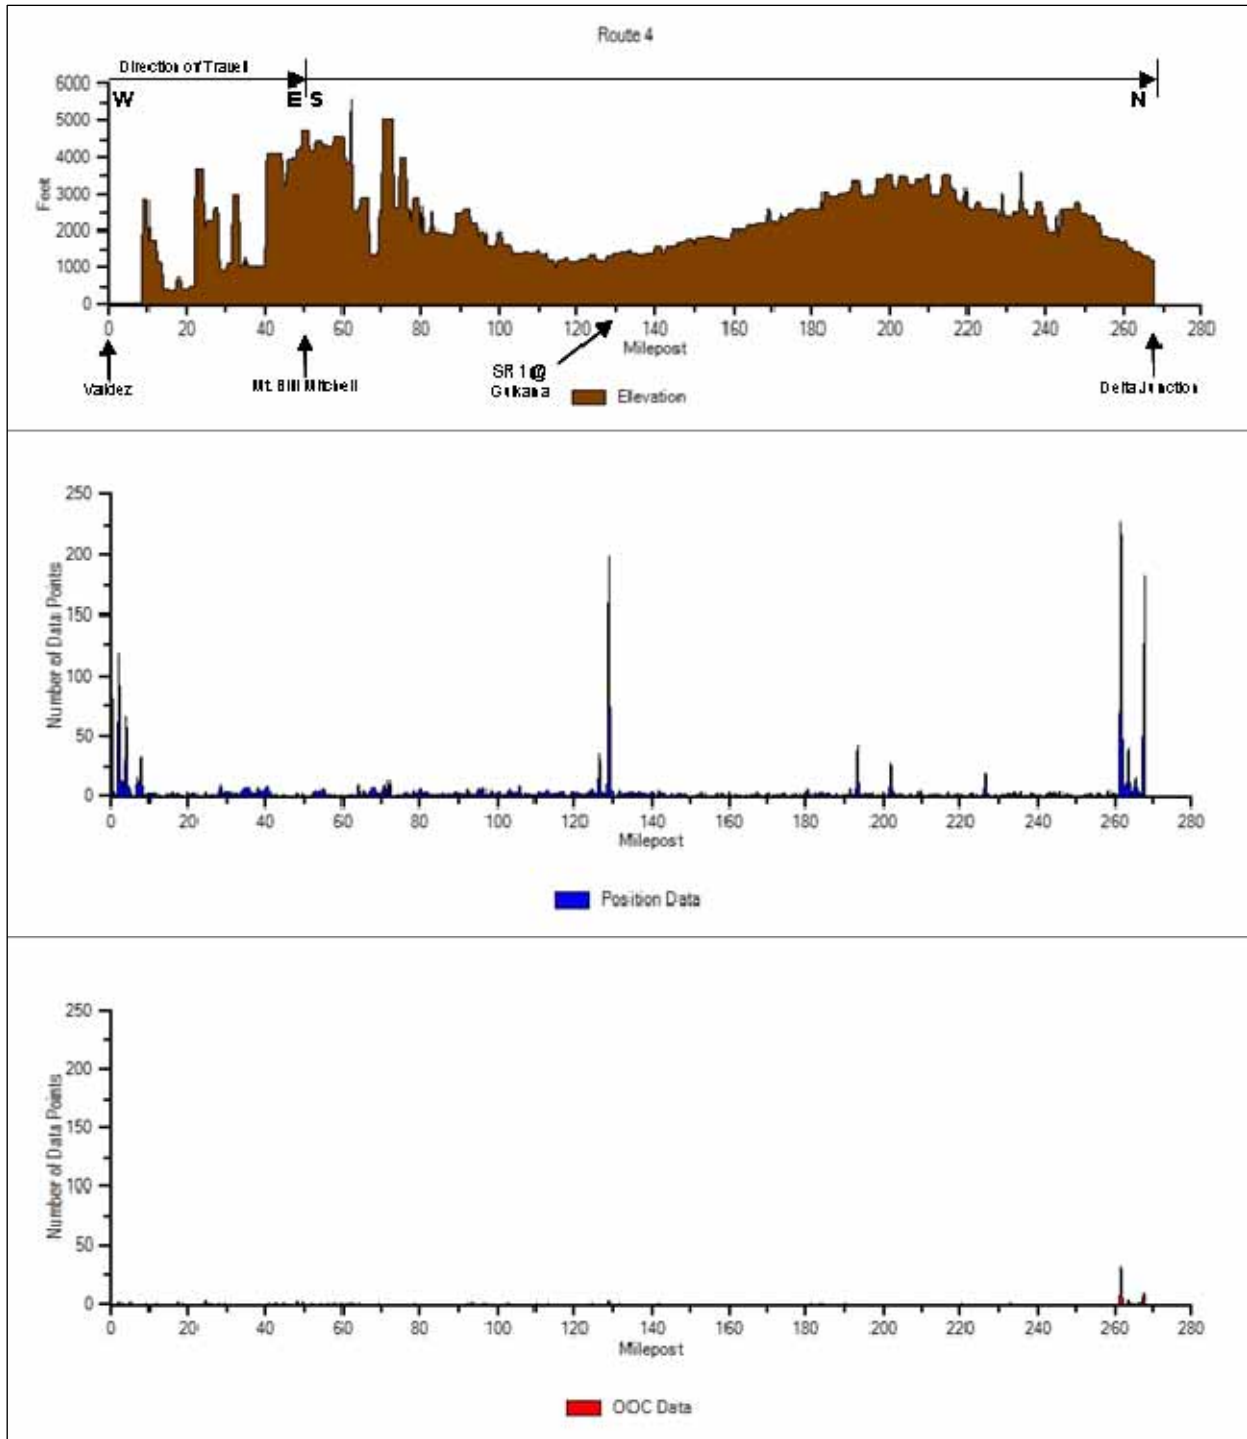 Route 4
Direction of Travel
W E S N
6000
5000
4000
3000
2000
1000
0
Feet
0 20 40 60 80 100 120 140 160 180 200 220 240 260 280
Milepost
Valdez
Mt. Bill Mitchell
SR 1 @
Gulkana
Delta Junction
Elevation
250
200
150
100
50
0
Number of Data Points
0 20 40 60 80 100 120 140 160 180 200 220 240 260 280
Milepost
Position Data
250
200
150
100
50
0
Number of Data Points
0 20 40 60 80 100 120 140 160 180 200 220 240 260 280
Milepost
OOC Data